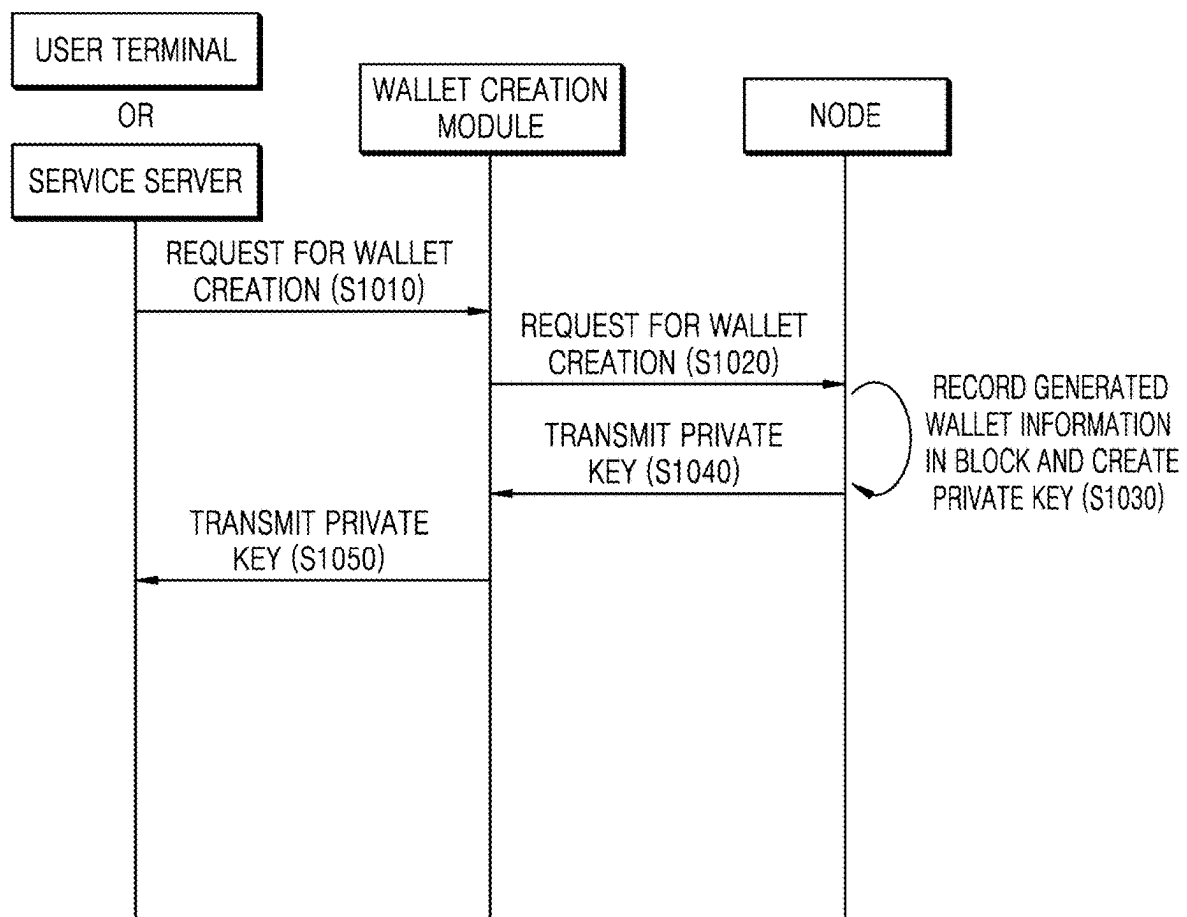 USER TERMINAL
OR
SERVICE SERVER
WALLET CREATION
MODULE
NODE
REQUEST FOR WALLET
CREATION (S1010)
REQUEST FOR WALLET
CREATION (S1020)
RECORD GENERATED
WALLET INFORMATION
IN BLOCK AND CREATE
PRIVATE KEY (S1030)
TRANSMIT PRIVATE
KEY (S1040)
TRANSMIT PRIVATE
KEY (S1050)